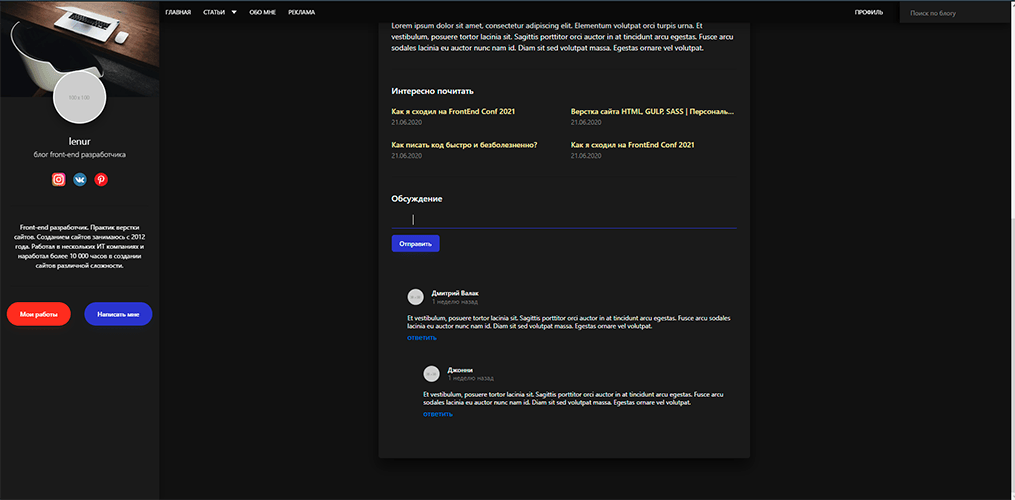 ГЛАВНАЯ СТАТЬИ ОБО МНЕ РЕКЛАМА ПРОФИЛЬ Поиск по блогу
100 x 100
lenur
блог front-end разработчика
Front-end разработчик. Практик верстки
сайтов. Созданием сайтов занимаюсь с 2012
года. Работал в нескольких ИТ компаниях и
наработал более 10 000 часов в создании
сайтов различной сложности.
Мои работы Написать мне
Lorem ipsum dolor sit amet, consectetur adipiscing elit. Elementum volutpat orci turpis urna. Et
vestibulum, posuere tortor lacinia sit. Sagittis porttitor orci auctor in at tincidunt arcu egestas. Fusce arcu
sodales lacinia eu auctor nunc nam id. Diam sit sed volutpat massa. Egestas ornare vel volutpat.
Интересно почитать
Как я сходил на FrontEnd Conf 2021
21.06.2020
Верстка сайта HTML, GULP, SASS | Персональ...
21.06.2020
Как писать код быстро и безболезненно?
21.06.2020
Как я сходил на FrontEnd Conf 2021
21.06.2020
Обсуждение
Отправить
Дмитрий Валак
1 неделю назад
Et vestibulum, posuere tortor lacinia sit. Sagittis porttitor orci auctor in at tincidunt arcu egestas. Fusce arcu sodales
lacinia eu auctor nunc nam id. Diam sit sed volutpat massa. Egestas ornare vel volutpat.
ответить
Джонни
1 неделю назад
Et vestibulum, posuere tortor lacinia sit. Sagittis porttitor orci auctor in at tincidunt arcu egestas. Fusce arcu
sodales lacinia eu auctor nunc nam id. Diam sit sed volutpat massa. Egestas ornare vel volutpat.
ответить